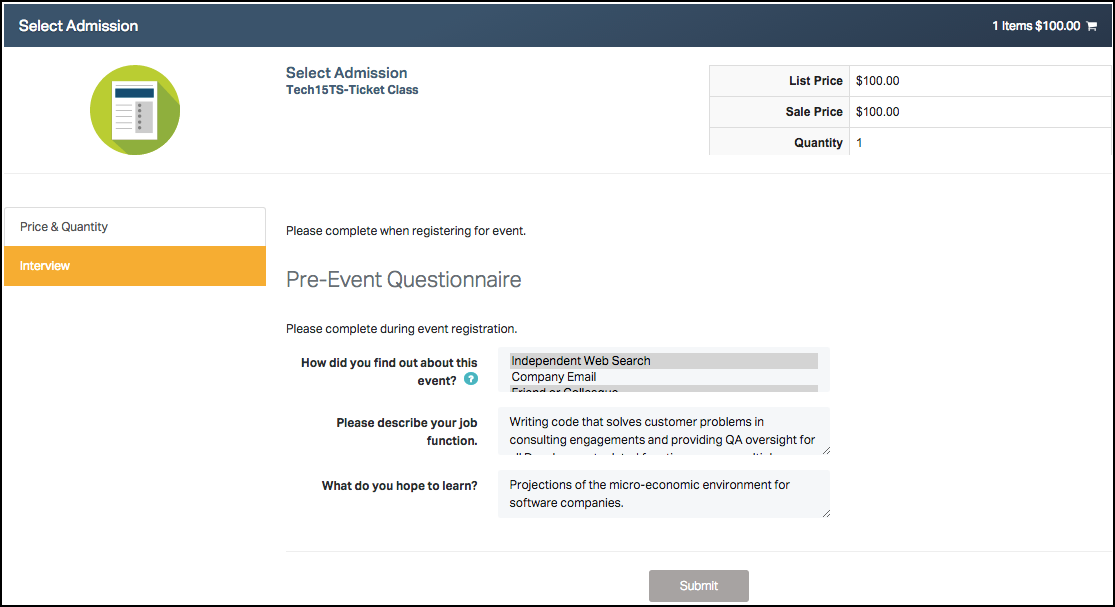 Select Admission
1 Items $100.00
Select Admission
Tech15TS-Ticket Class
List Price $100.00
Sale Price $100.00
Quantity 1
Price & Quantity
Interview
Please complete when registering for event.
Pre-Event Questionnaire
Please complete during event registration.
How did you find out about this
event? ?
Independent Web Search
Company Email
Friend or Colleague
Please describe your job
function.
Writing code that solves customer problems in
consulting engagements and providing QA oversight for
What do you hope to learn?
Projections of the micro-economic environment for
software companies.
Submit